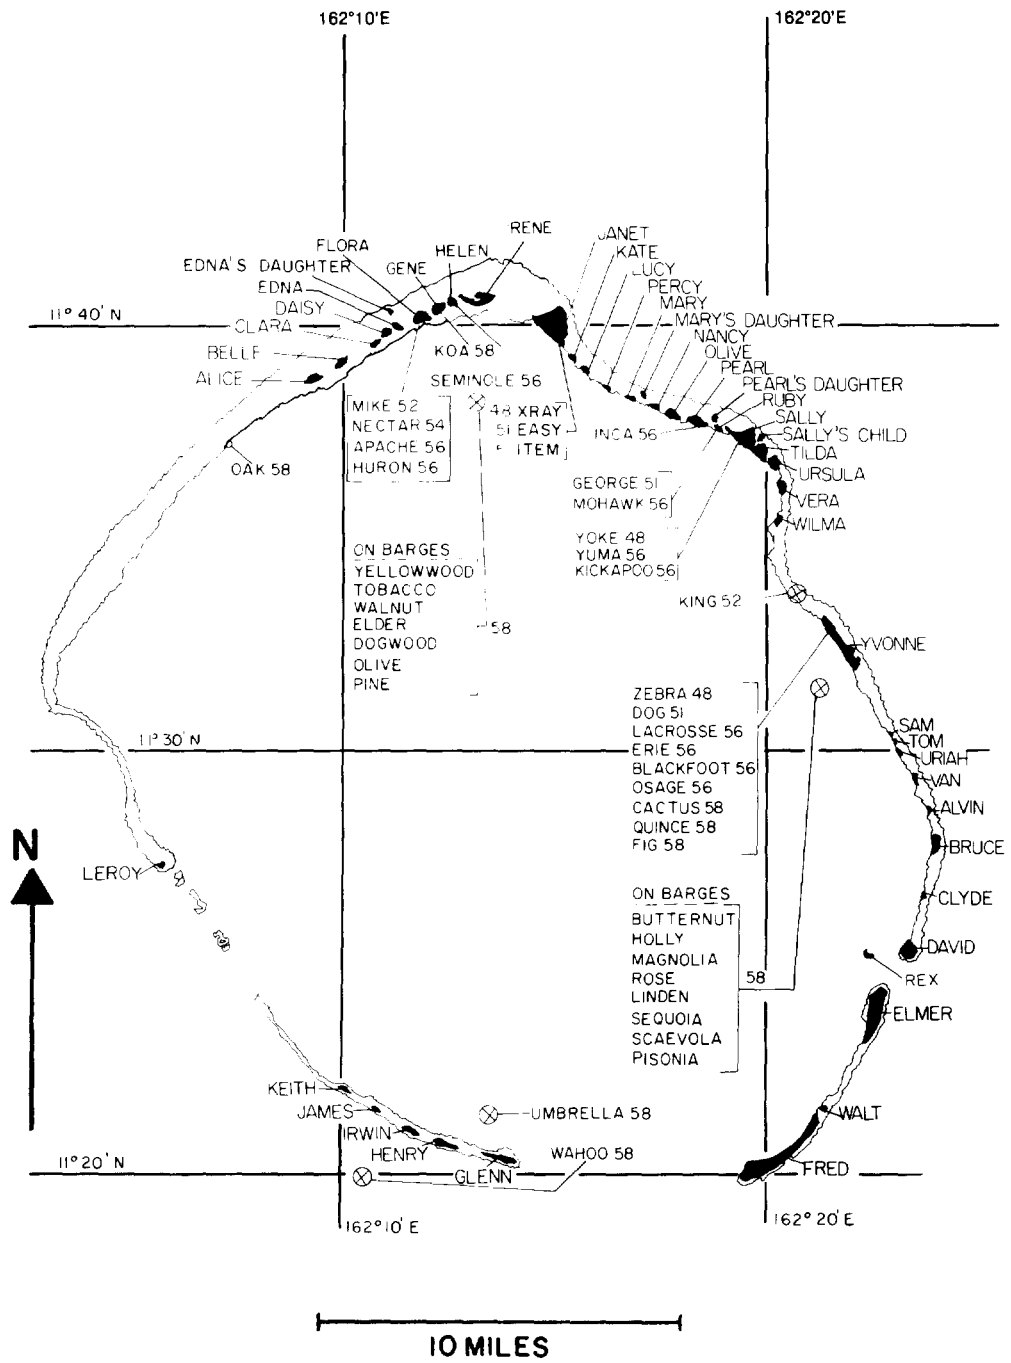 162°10'E
162°20'E
RENE
JANET
FLORA
HELEN
KATE
EDNA'S DAUGHTER
GENE
LUCY
EDNA
PERCY
DAISY
MARY
11° 40' N
CLARA
MARY'S DAUGHTER
NANCY
BELLE
KOA 58
OLIVE
ALICE
SEMINOLE 56
PEARL
PEARL'S DAUGHTER
RUBY
MIKE 52
NECTAR 54
APACHE 56
HURON 56
48 XRAY
51 EASY
ITEM
INCA 56
SALLY
SALLY'S CHILD
TILDA
OAK 58
URSULA
GEORGE 51
MOHAWK 56
VERA
WILMA
YOKE 48
YUMA 56
KICKAPOO 56
ON BARGES
YELLOWWOOD
TOBACCO
WALNUT
ELDER
DOGWOOD
OLIVE
PINE
58
KING 52
YVONNE
ZEBRA 48
DOG 51
LACROSSE 56
ERIE 56
BLACKFOOT 56
OSAGE 56
CACTUS 58
QUINCE 58
FIG 58
SAM
TOM
11° 30' N
URIAH
VAN
ALVIN
N
BRUCE
LEROY
CLYDE
ON BARGES
BUTTERNUT
HOLLY
MAGNOLIA
ROSE
LINDEN
SEQUOIA
SCAEVOLA
PISONIA
58
DAVID
REX
ELMER
KEITH
JAMES
UMBRELLA 58
WALT
IRWIN
HENRY
WAHOO 58
11° 20' N
GLENN
FRED
162° 10' E
162° 20' E
10 MILES